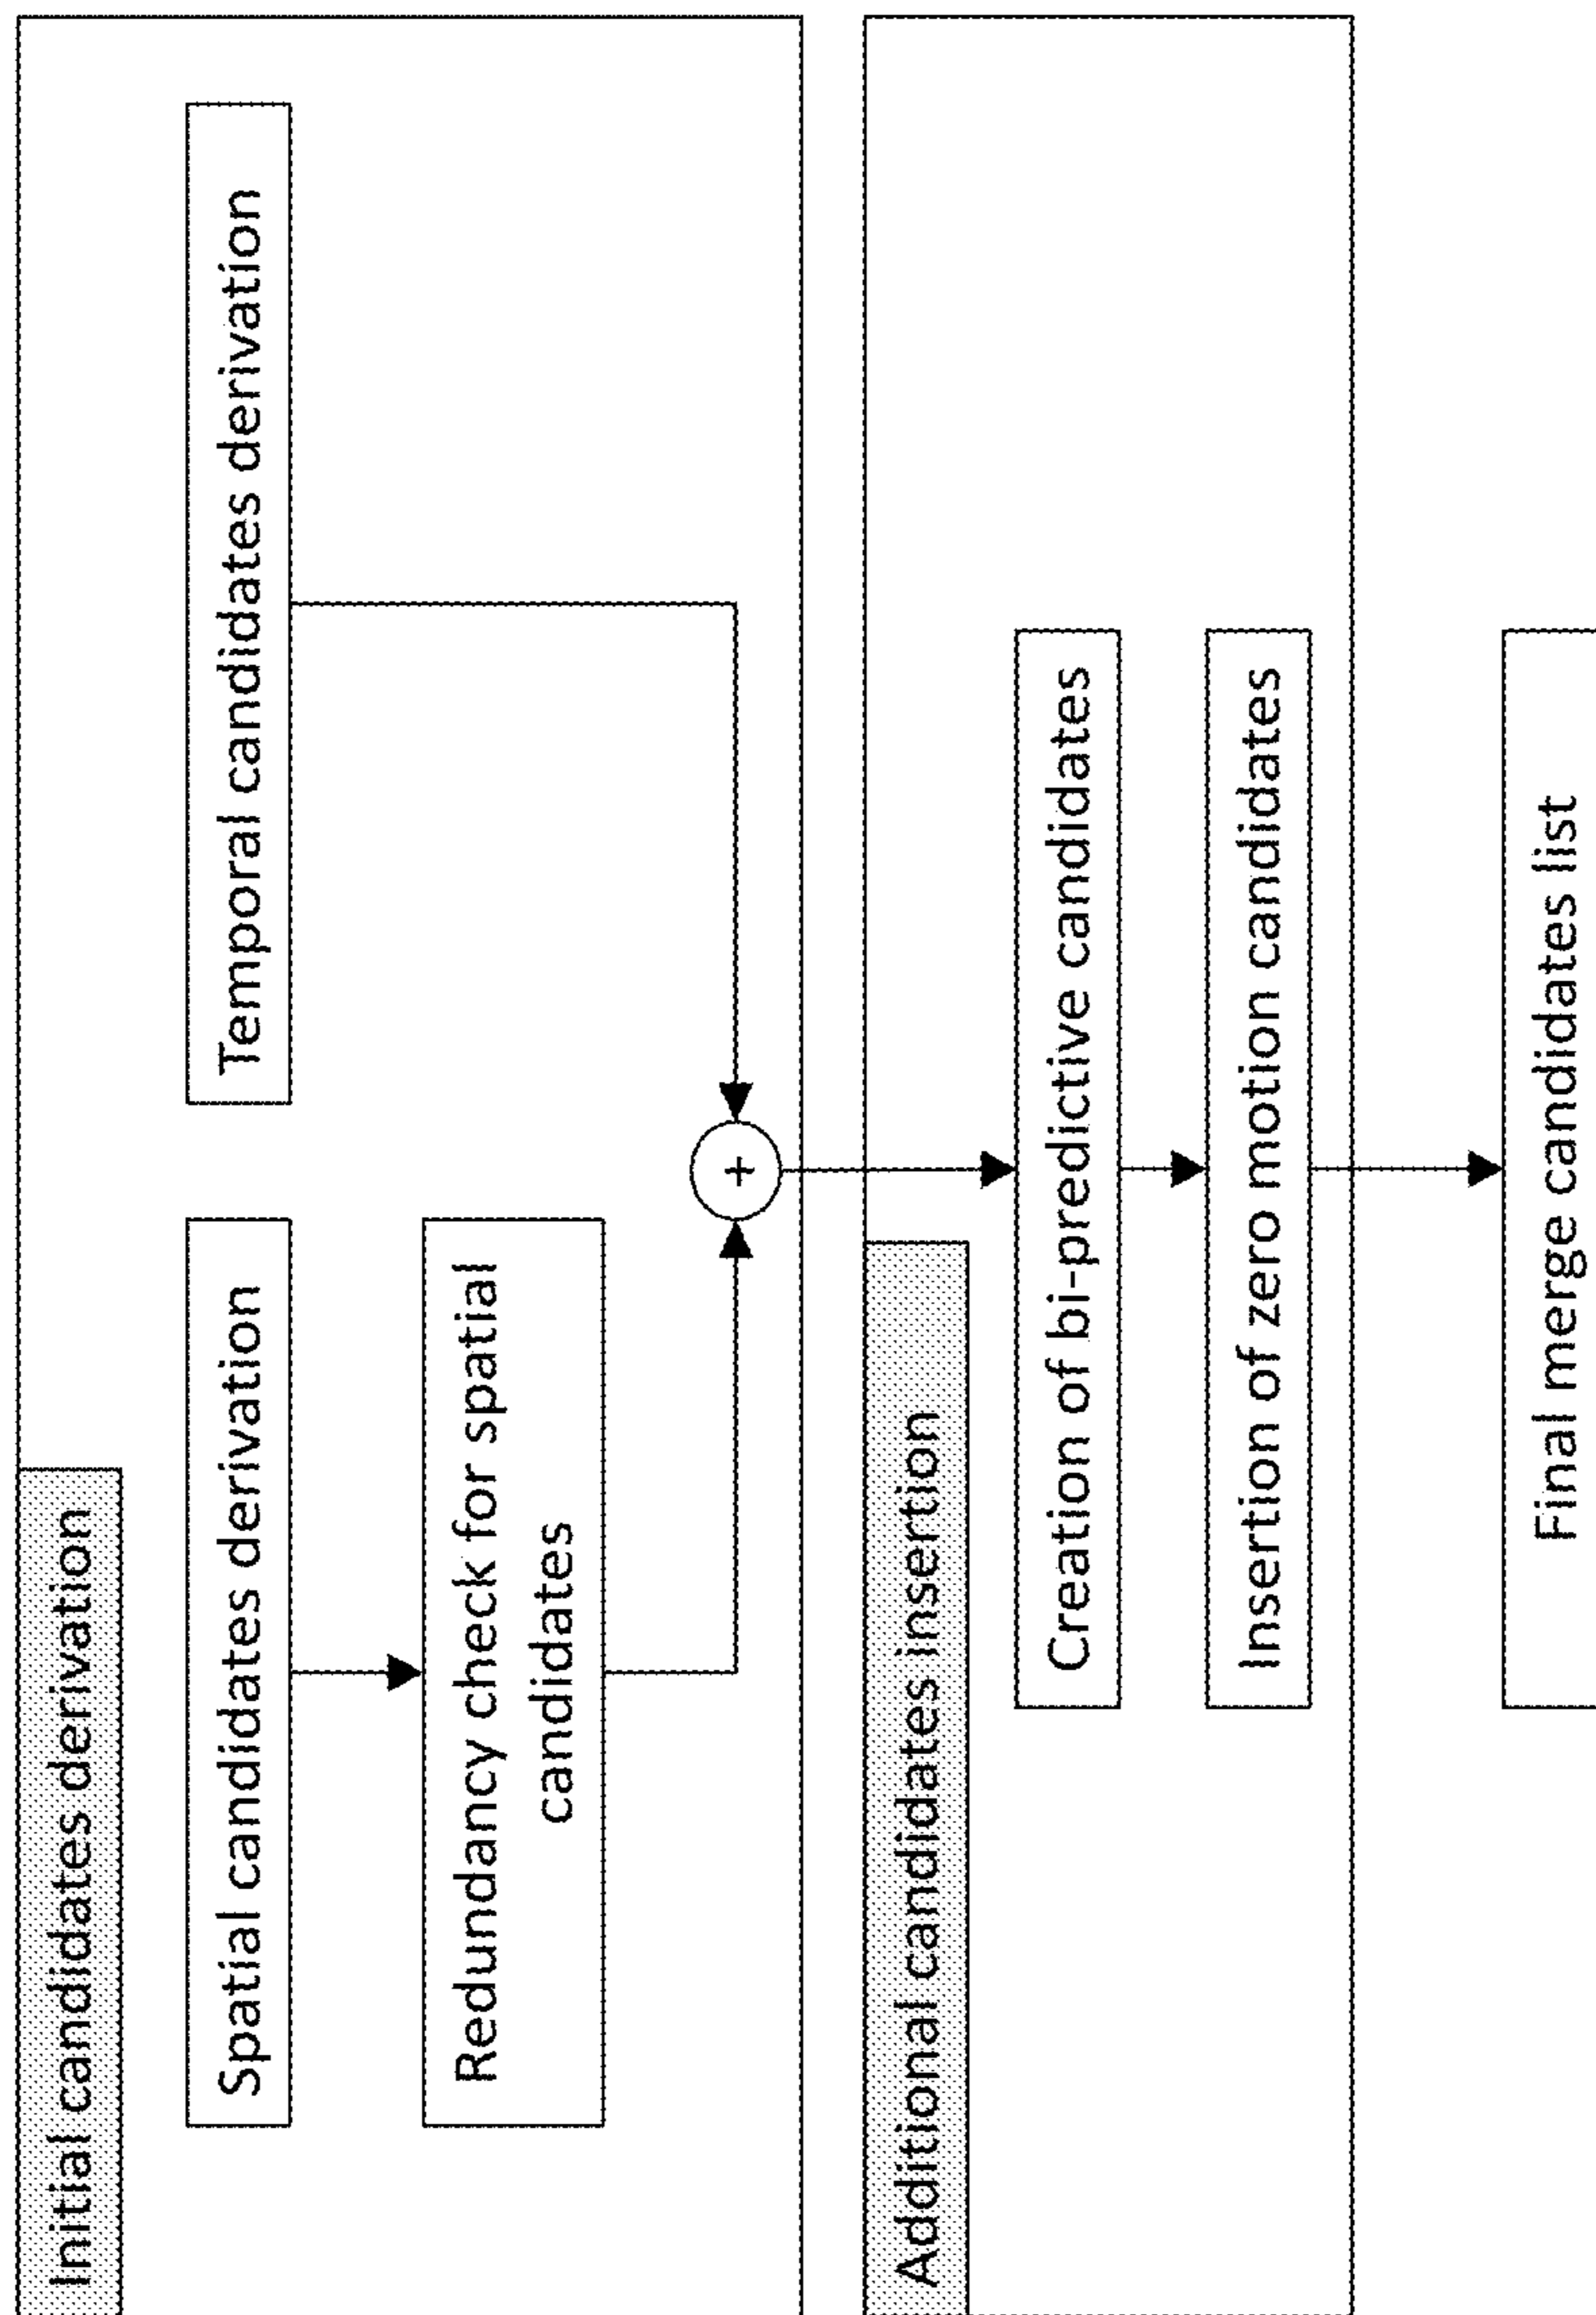 Initial candidates derivation
Spatial candidates derivation
Temporal candidates derivation
Redundancy check for spatial
candidates
+
Additional candidates insertion
Creation of bi-predictive candidates
Insertion of zero motion candidates
Final merge candidates list